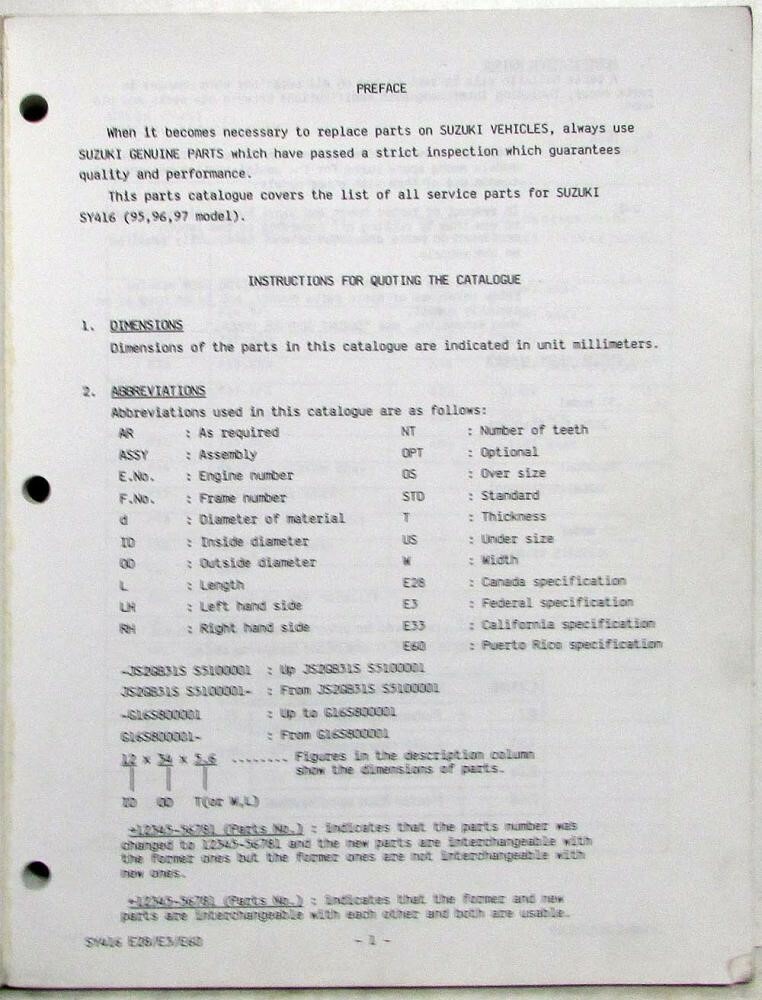 PREFACE
When it becomes necessary to replace parts on SUZUKI VEHICLES, always use
SUZUKI GENUINE PARTS which have passed a strict inspection which guarantees
quality and performance.
This parts catalogue covers the list of all service parts for SUZUKI
SY416 (95,96,97 model).
INSTRUCTIONS FOR QUOTING THE CATALOGUE
1. DIMENSIONS
Dimensions of the parts in this catalogue are indicated in unit millimeters.
2. ABBREVIATIONS
Abbreviations used in this catalogue are as follows:
AR : As required NT : Number of teeth
ASSY : Assembly OPT : Optional
E.No. : Engine number OS : Over size
F.No. : Frame number STD : Standard
d : Diameter of material T : Thickness
ID : Inside diameter US : Under size
OD : Outside diameter W : Width
L : Length E28 : Canada specification
LH : Left hand side E3 : Federal specification
RH : Right hand side E33 : California specification
E60 : Puerto Rico specification
-JS2GB31S S5100001 : Up JS2GB31S S5100001
JS2GB31S S5100001- : From JS2GB31S S5100001
-G16S800001 : Up to G16S800001
G16S800001- : From G16S800001
12 x 34 x 5.6 -------- Figures in the description column
show the dimensions of parts.
ID OD T(or W,L)
+12345-56781 (Parts No.) : indicates that the parts number was
changed to 12345-56781 and the new parts are interchangeable with
the former ones but the former ones are not interchangeable with
new ones.
12345-56781 (Parts No.) : indicates that the former and new
parts are interchangeable with each other and both are usable.
SY416 E28/E3/E60 - 1 -